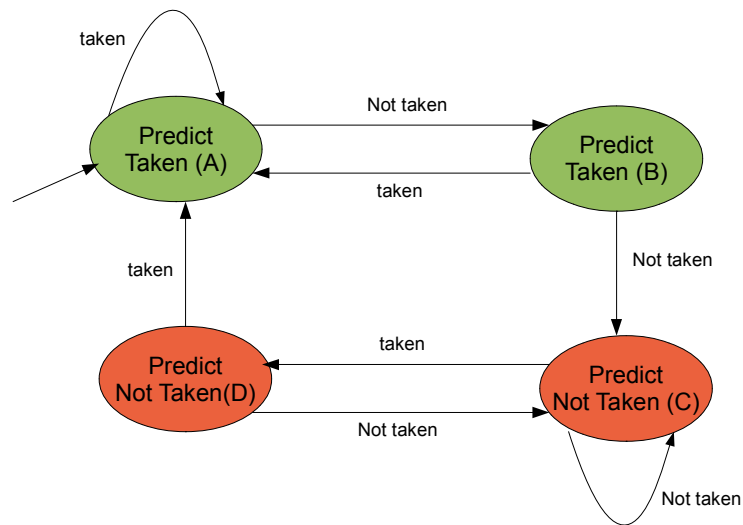 taken
Not taken
Predict
Taken (A)
Predict
Taken (B)
taken
taken
Not taken
Predict
Not Taken(D)
taken
Predict
Not Taken (C)
Not taken
Not taken